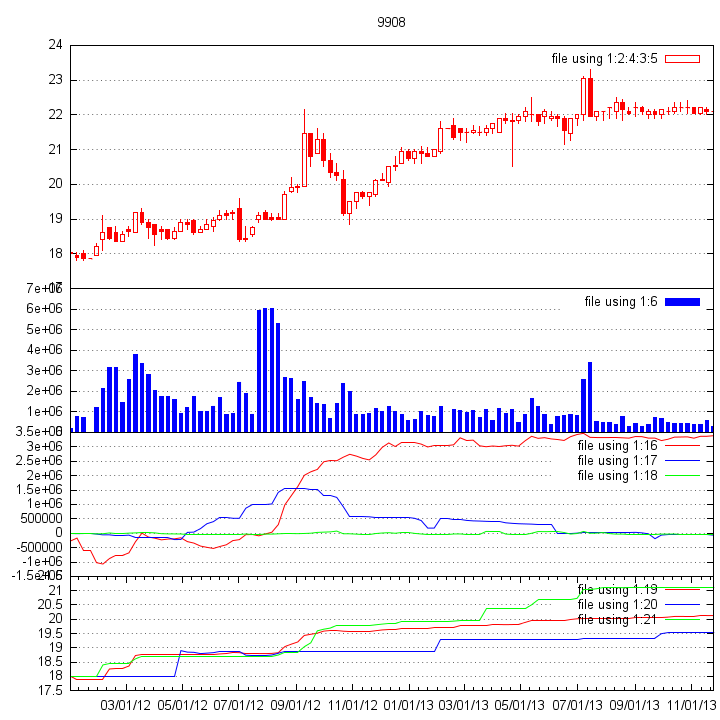 9908
24
file using 1:2:4:3:5
23
22
21
20
19
18
17
7e+06
file using 1:6
6e+06
5e+06
4e+06
3e+06
2e+06
1e+06
0
3.5e+06
file using 1:16
3e+06
file using 1:17
2.5e+06
file using 1:18
2e+06
1.5e+06
1e+06
500000
0
-500000
-1e+06
-1.5e+06
21
file using 1:19
20.5
file using 1:20
20
file using 1:21
19.5
19
18.5
18
17.5
03/01/12 05/01/12 07/01/12 09/01/12 11/01/12 01/01/13 03/01/13 05/01/13 07/01/13 09/01/13 11/01/13